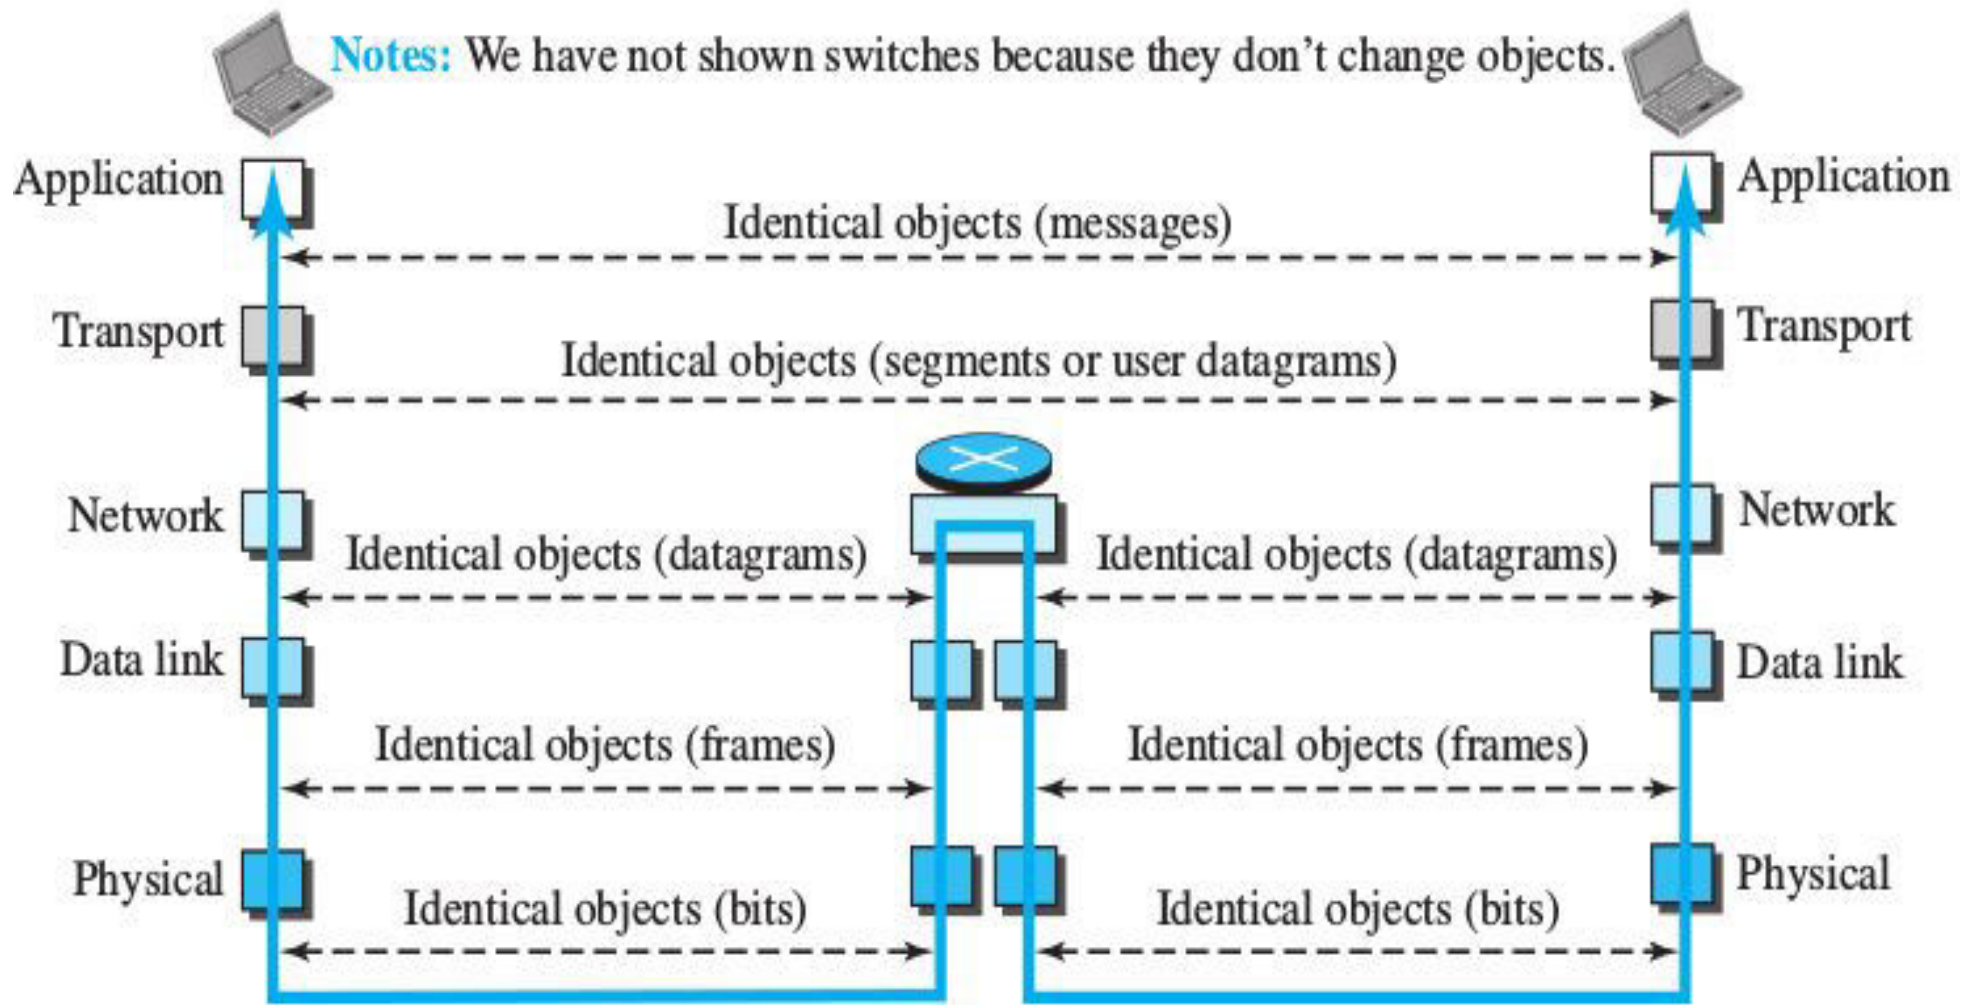 Notes: We have not shown switches because they don't change objects.
Application
Application
Identical objects (messages)
Transport
Transport
Identical objects (segments or user datagrams)
Network
Network
Identical objects (datagrams)
Identical objects (datagrams)
Data link
Data link
Identical objects (frames)
Identical objects (frames)
Physical
Physical
Identical objects (bits)
Identical objects (bits)